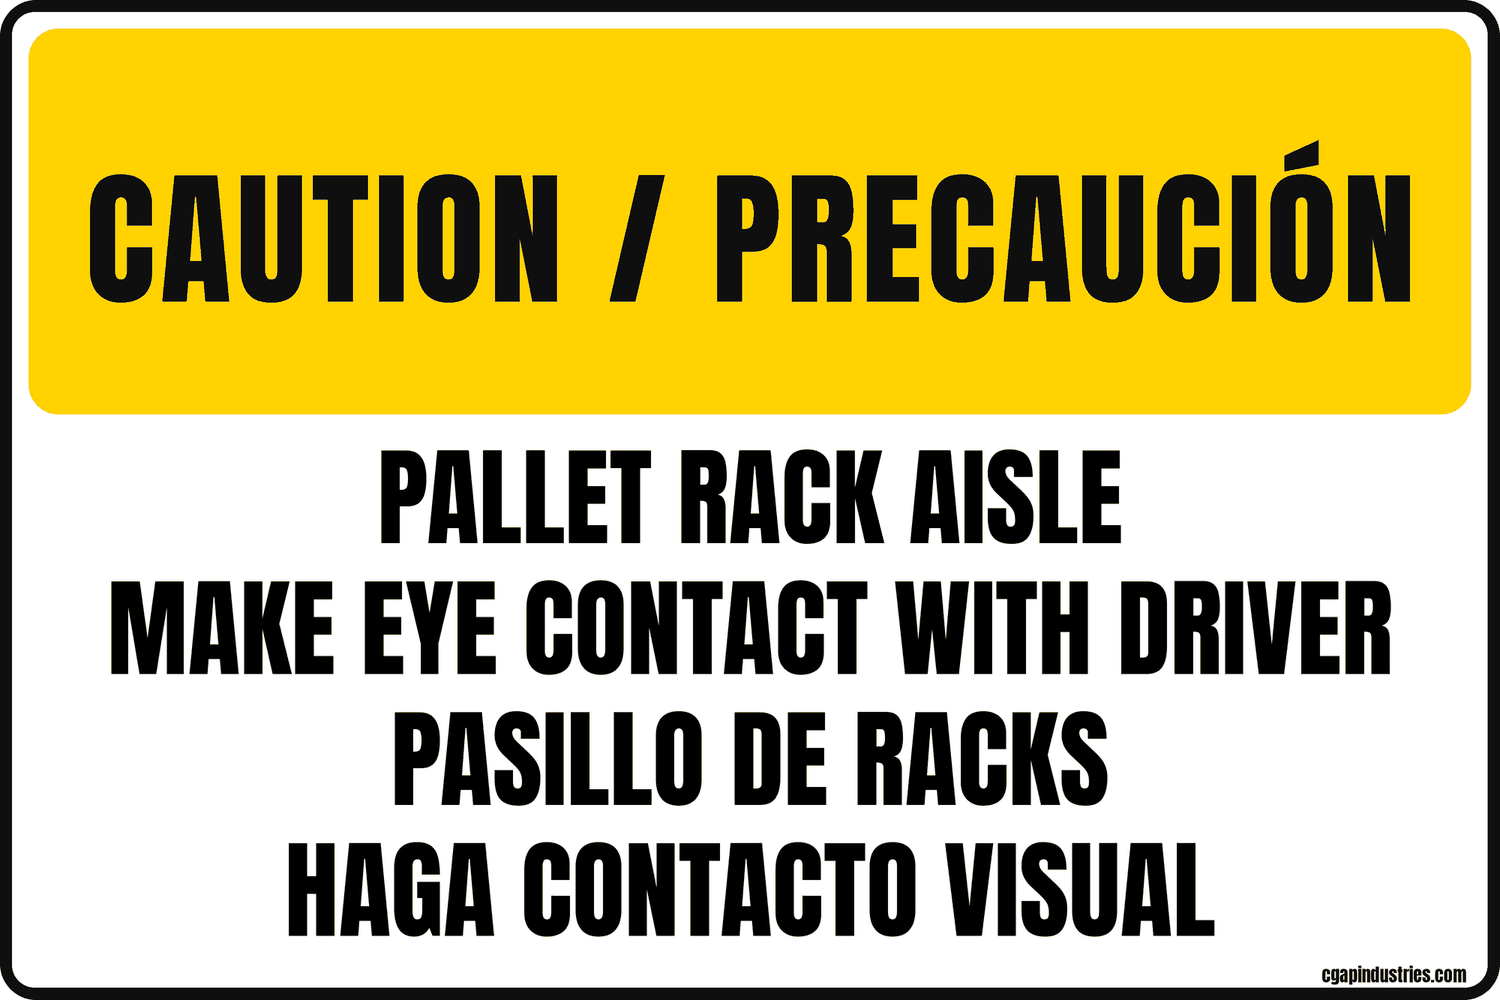 CAUTION / PRECAUCIÓN
PALLET RACK AISLE
MAKE EYE CONTACT WITH DRIVER
PASILLO DE RACKS
HAGA CONTACTO VISUAL
cgapindustries.com